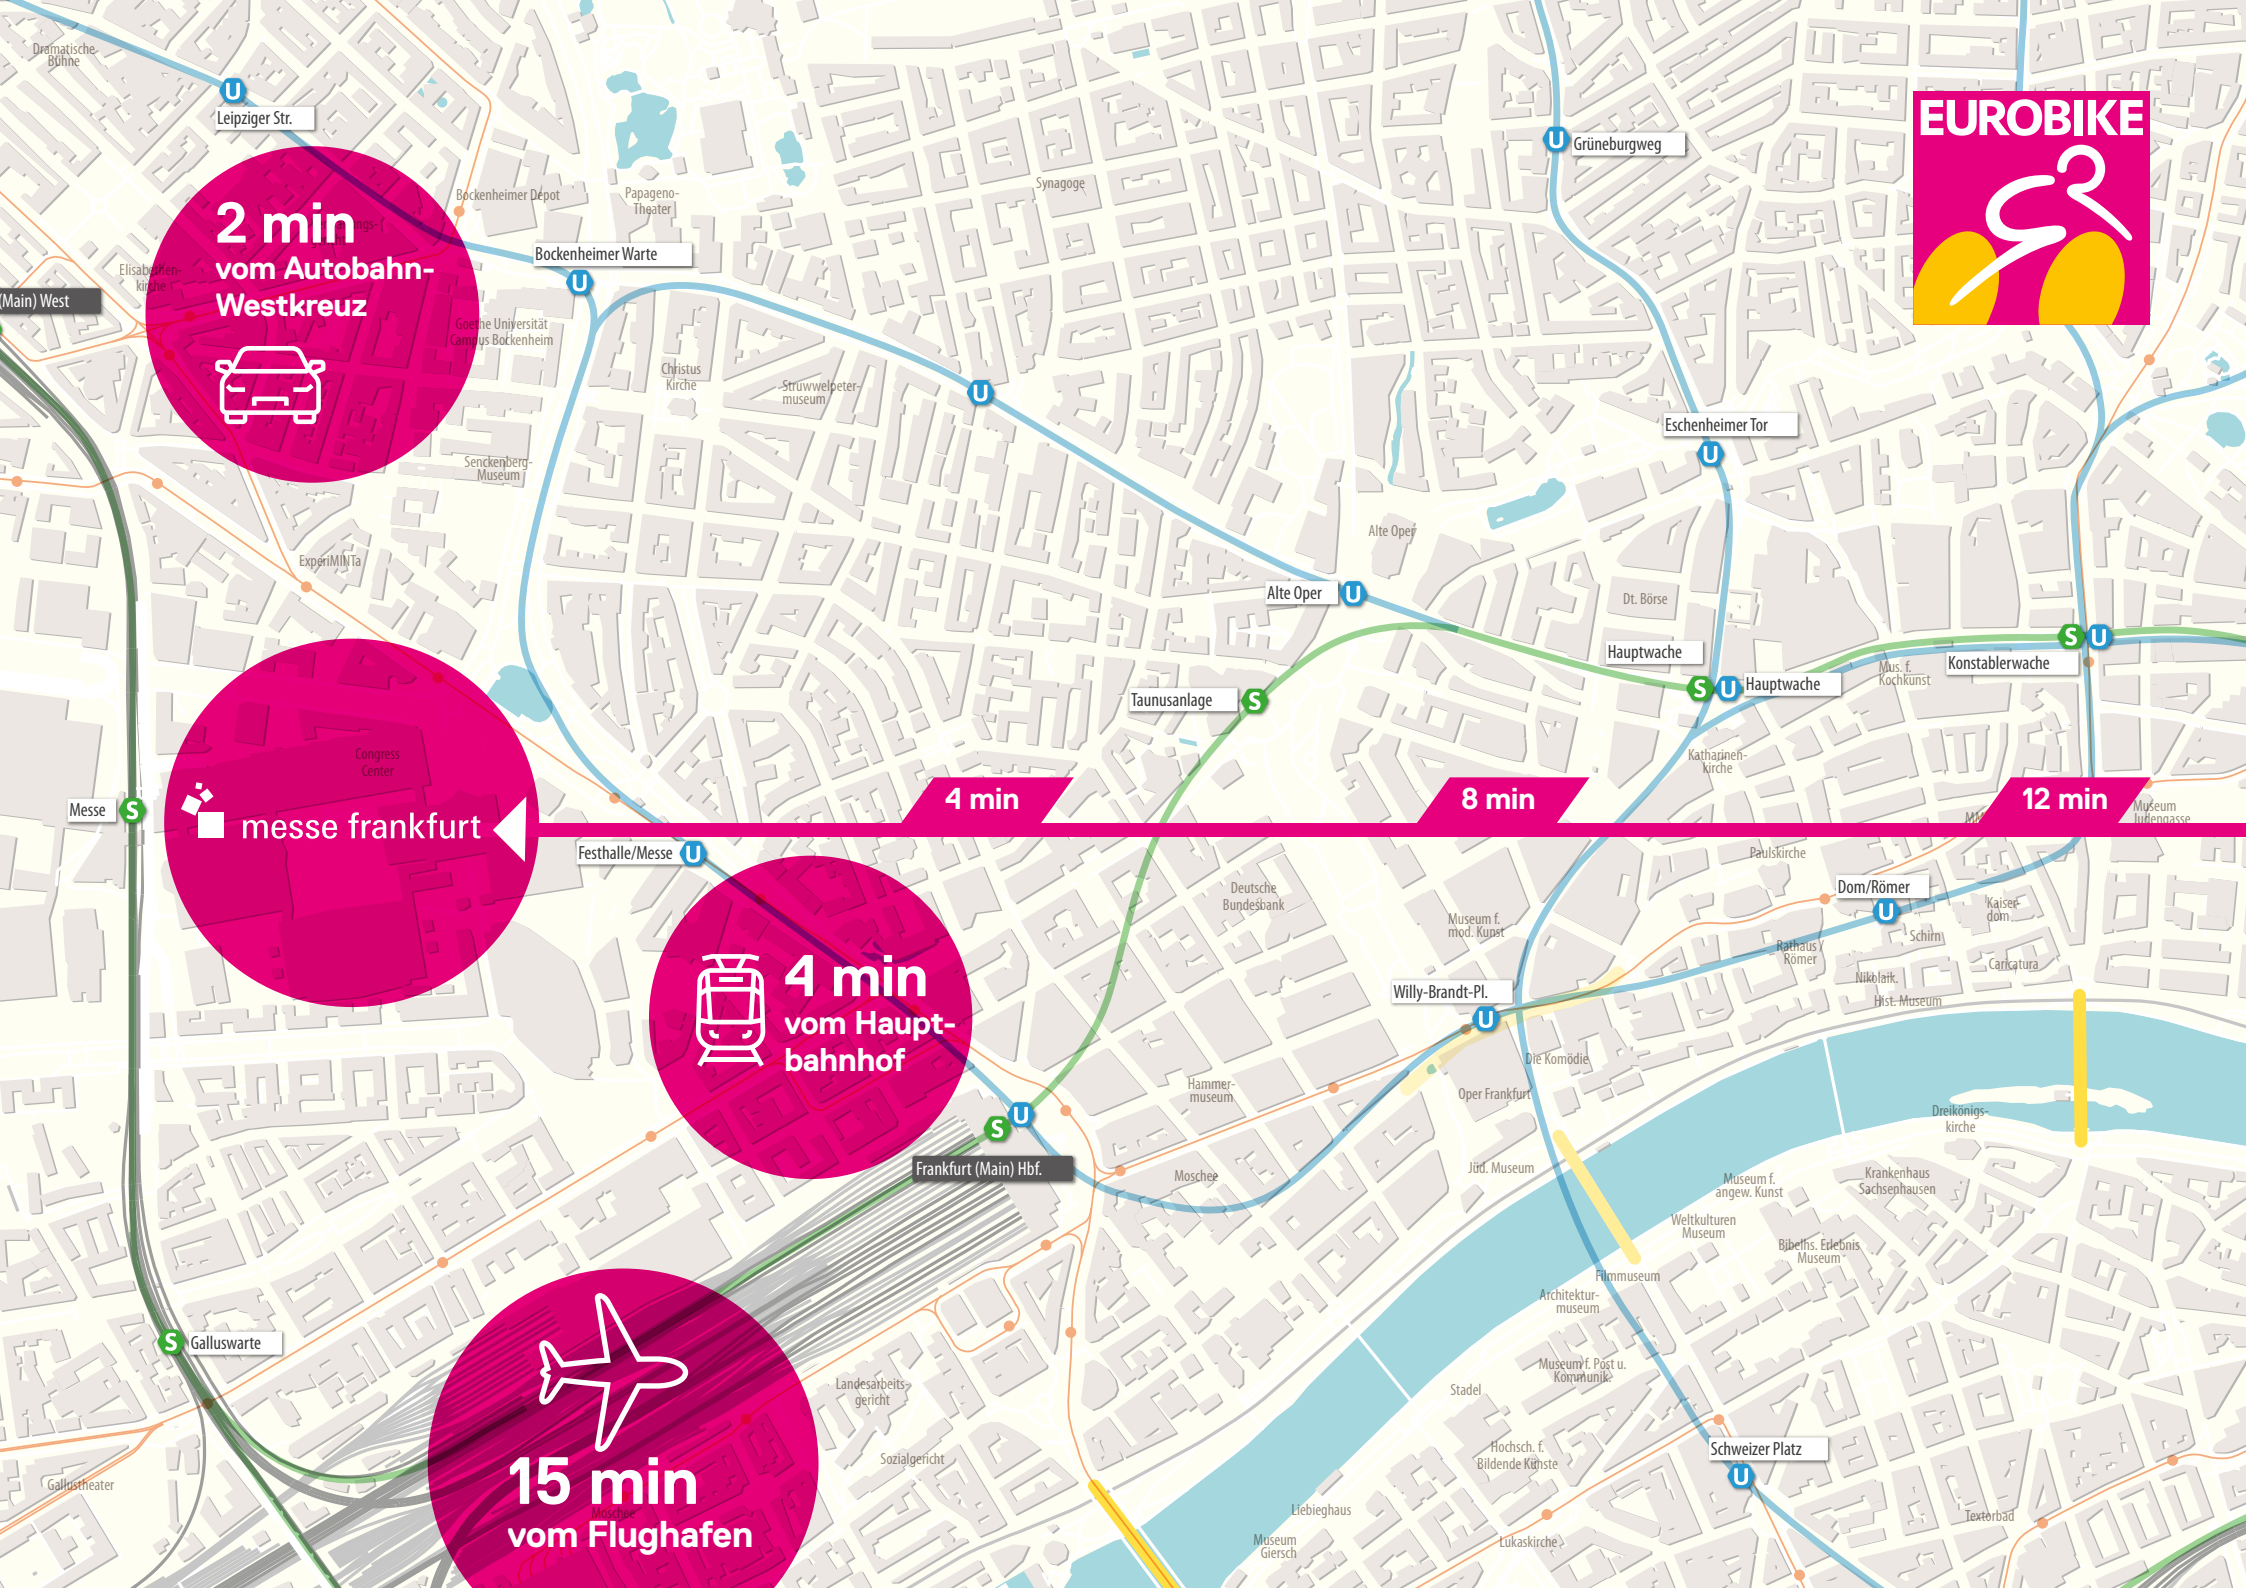 Dramatische
Bühne
U
Leipziger Str.
2 min
vom Autobahn-
Westkreuz
Bockenheimer Depot
Papageno-
Theater
Synagoge
U
Grüneburgweg
EUROBIKE
Elisabethen-
kirche
(Main) West
Bockenheimer Warte
U
Goethe Universität
Campus Bockenheim
Christus
Kirche
Struwwelpeter-
museum
U
Senckenberg-
Museum
Eschenheimer Tor
U
ExperiMINTa
Alte Oper
Alte Oper
U
Dt. Börse
Taunusanlage
S
Hauptwache
S U
Hauptwache
Mus. f.
Kochkunst
S U
Konstablerwache
Katharinen-
kirche
Congress
Center
Messe
S
messe frankfurt
4 min
8 min
12 min
Museum
Judengasse
Festhalle/Messe
U
Paulskirche
Deutsche
Bundesbank
Museum f.
mod. Kunst
Dom/Römer
U
Kaiser-
dom
Schirn
Rathaus/
Römer
Nikolaik.
Caricatura
Hist. Museum
4 min
vom Haupt-
bahnhof
Willy-Brandt-Pl.
U
Die Komödie
Oper Frankfurt
Hammer-
museum
S U
Frankfurt (Main) Hbf.
Moschee
Jüd. Museum
Dreikönigs-
kirche
Museum f.
angew. Kunst
Krankenhaus
Sachsenhausen
Weltkulturen
Museum
Bibelhs. Erlebnis
Museum
Filmmuseum
Architektur-
museum
S
Galluswarte
Museum f. Post u.
Kommunik.
Landesarbeits-
gericht
Stadel
Schweizer Platz
U
Sozialgericht
Hochsch. f.
Bildende Künste
Gallustheater
15 min
vom Flughafen
Moschee
Liebieghaus
Museum
Giersch
Lukaskirche
Textorbad